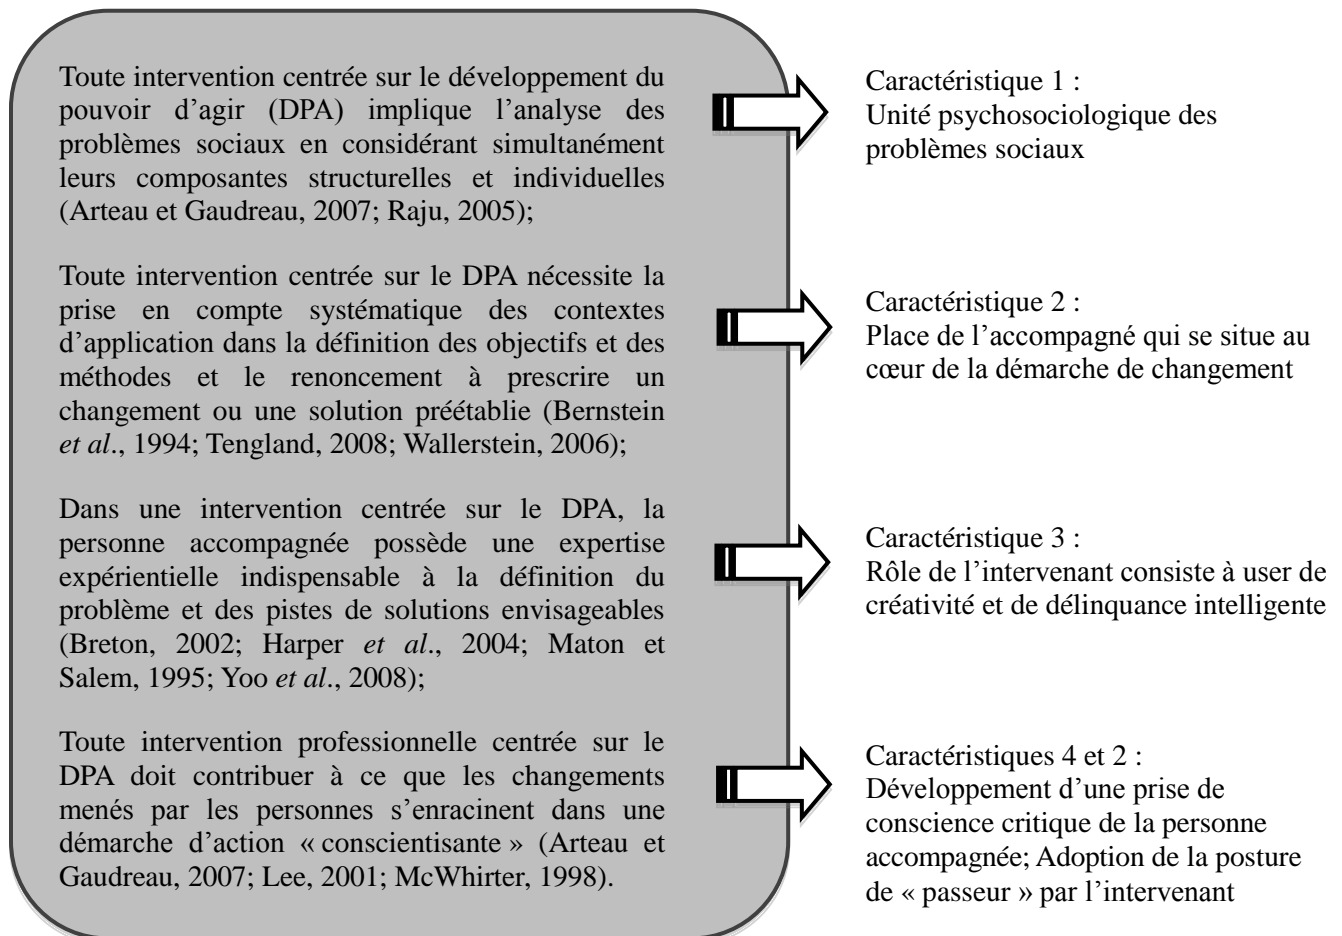 Toute intervention centrée sur le développement du
pouvoir d’agir (DPA) implique l’analyse des
problèmes sociaux en considérant simultanément
leurs composantes structurelles et individuelles
(Arteau et Gaudreau, 2007; Raju, 2005);
Caractéristique 1 :
Unité psychosociologique des
problèmes sociaux
Toute intervention centrée sur le DPA nécessite la
prise en compte systématique des contextes
d’application dans la définition des objectifs et des
méthodes et le renoncement à prescrire un
changement ou une solution préétablie (Bernstein
et al., 1994; Tengland, 2008; Wallerstein, 2006);
Caractéristique 2 :
Place de l’accompagné qui se situe au
cœur de la démarche de changement
Dans une intervention centrée sur le DPA, la
personne accompagnée possède une expertise
expérientielle indispensable à la définition du
problème et des pistes de solutions envisageables
(Breton, 2002; Harper et al., 2004; Maton et
Salem, 1995; Yoo et al., 2008);
Caractéristique 3 :
Rôle de l’intervenant consiste à user de
créativité et de délinquance intelligente
Toute intervention professionnelle centrée sur le
DPA doit contribuer à ce que les changements
menés par les personnes s’enracinent dans une
démarche d’action « conscientisante » (Arteau et
Gaudreau, 2007; Lee, 2001; McWhirter, 1998).
Caractéristiques 4 et 2 :
Développement d’une prise de
conscience critique de la personne
accompagnée; Adoption de la posture
de « passeur » par l’intervenant